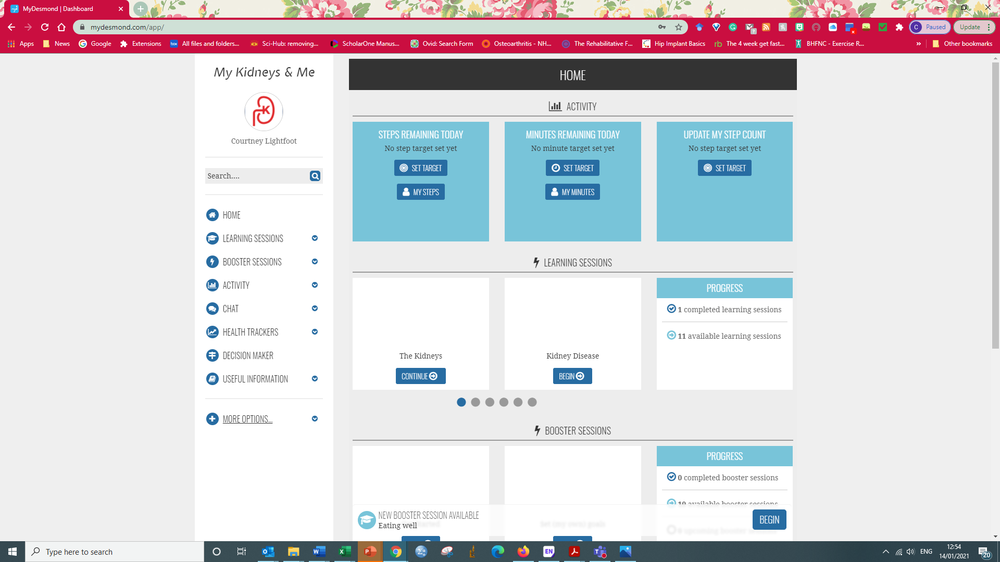 MyDesmond | Dashboard
mydesmond.com/app/
Paused
Update
Apps
News
Google
Extensions
All files and folders...
Sci-Hub: removing...
ScholarOne Manus...
Ovid: Search Form
Osteoarthritis - NH...
The Rehabilitative F...
Hip Implant Basics
The 4 week get fast...
BHFNC - Exercise R...
»
Other bookmarks
My Kidneys & Me
Courtney Lightfoot
Search....
HOME
LEARNING SESSIONS
BOOSTER SESSIONS
ACTIVITY
CHAT
HEALTH TRACKERS
DECISION MAKER
USEFUL INFORMATION
MORE OPTIONS...
HOME
ACTIVITY
STEPS REMAINING TODAY
No step target set yet
SET TARGET
MY STEPS
MINUTES REMAINING TODAY
No minute target set yet
SET TARGET
MY MINUTES
UPDATE MY STEP COUNT
No step target set yet
SET TARGET
LEARNING SESSIONS
The Kidneys
CONTINUE
Kidney Disease
BEGIN
PROGRESS
1 completed learning sessions
11 available learning sessions
BOOSTER SESSIONS
PROGRESS
0 completed booster sessions
10 available booster sessions
NEW BOOSTER SESSION AVAILABLE
Eating well
BEGIN
Type here to search
ENG
12:54
14/01/2021
20